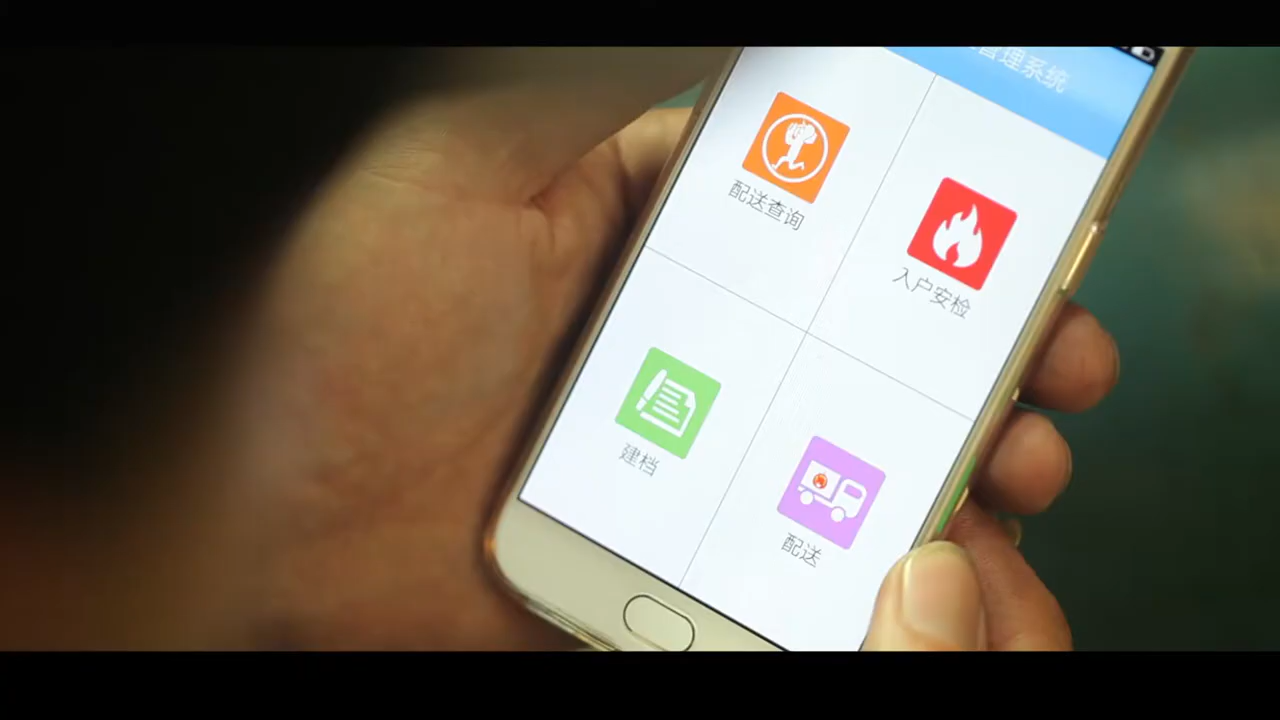 管理系统
配送查询
入户安检
建档
配送